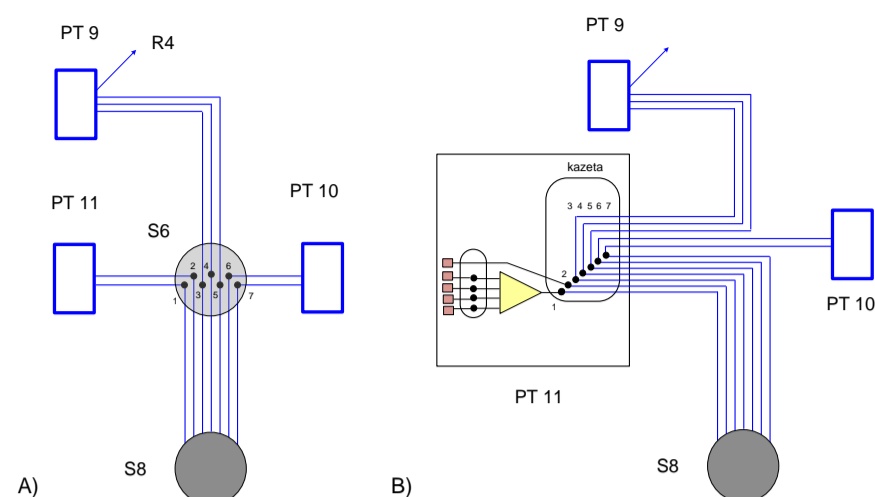 PT 9
R4
PT 11
S6
PT 10
2 4 6
1 3 5 7
S8
A)
PT 9
kazeta
3 4 5 6 7
2
1
PT 10
PT 11
S8
B)